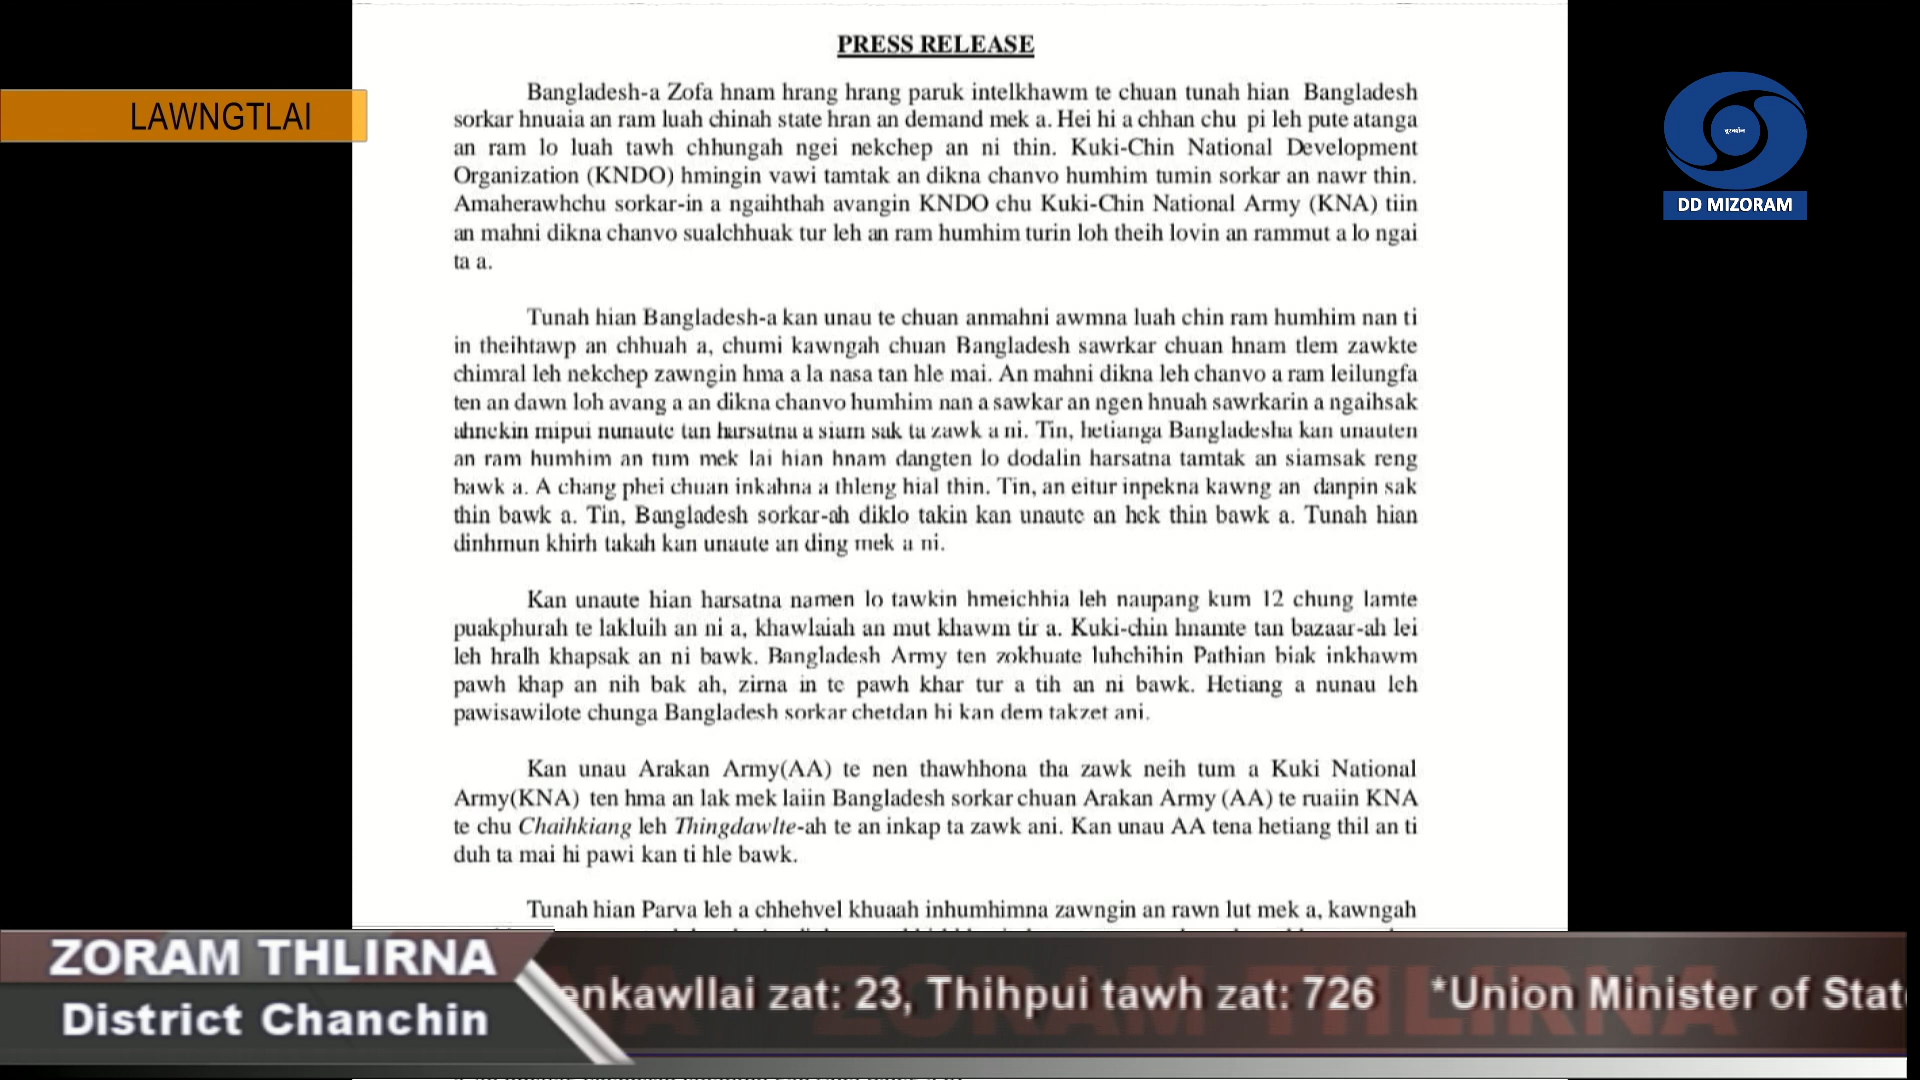 PRESS RELEASE
LAWNGTLAI
दूरदर्शन
DD MIZORAM
Bangladesh-a Zofa hnam hrang hrang paruk intelkhawm te chuan tunah hian Bangladesh
sorkar hnuaia an ram luah chinah state hran an demand mek a. Hei hi a chhan chu pi leh pute atanga
an ram lo luah tawh chhungah ngei nekchep an ni thin. Kuki-Chin National Development
Organization (KNDO) hmingin vawi tamtak an dikna chanvo humhim tumin sorkar an nawr thin.
Amaherawhchu sorkar-in a ngaihthah avangin KNDO chu Kuki-Chin National Army (KNA) tiin
an mahni dikna chanvo sualchhuak tur leh an ram humhim turin loh theih lovin an rammut a lo ngai
ta a.
Tunah hian Bangladesh-a kan unau te chuan anmahni awmna luah chin ram humhim nan ti
in theihtawp an chhuah a, chumi kawngah chuan Bangladesh sawrkar chuan hnam tlem zawkte
chimral leh nekchep zawngin hma a la nasa tan hle mai. An mahni dikna leh chanvo a ram leilungfa
ten an dawn loh avang a an dikna chanvo humhim nan a sawkar an ngen hnuah sawrkarin a ngaihsak
ahnekin mipui nunaute tan harsatna a siam sak ta zawk a ni. Tin, hetianga Bangladesha kan unauten
an ram humhim an tum mek lai hian hnam dangten lo dodalin harsatna tamtak an siamsak reng
bawk a. A chang phei chuan inkahna a thleng hial thin. Tin, an eitur inpekna kawng an danpin sak
thin bawk a. Tin, Bangladesh sorkar-ah diklo takin kan unaute an hek thin bawk a. Tunah hian
dinhmun khirh takah kan unaute an ding mek a ni.
Kan unaute hian harsatna namen lo tawkin hmeichhia leh naupang kum 12 chung lamte
puakphurah te lakluih an ni a, khawlaiah an mut khawm tir a. Kuki-chin hnamte tan bazaar-ah lei
leh hralh khapsak an ni bawk. Bangladesh Army ten zokhuate luhchihin Pathian biak inkhawm
pawh khap an nih bak ah, zirna in te pawh khar tur a tih an ni bawk. Hetiang a nunau leh
pawisawilote chunga Bangladesh sorkar chetdan hi kan dem takzet ani.
Kan unau Arakan Army(AA) te nen thawhhona tha zawk neih tum a Kuki National
Army(KNA) ten hma an lak mek laiin Bangladesh sorkar chuan Arakan Army (AA) te ruaiin KNA
te chu Chaihkiang leh Thingdawlte-ah te an inkap ta zawk ani. Kan unau AA tena hetiang thil an ti
duh ta mai hi pawi kan ti hle bawk.
Tunah hian Parva leh a chhehvel khuaah inhumhimna zawngin an rawn lut mek a, kawngah
ZORAM THLIRNA
District Chanchin
enkawllai zat: 23, Thihpui tawh zat: 726 *Union Minister of Stat